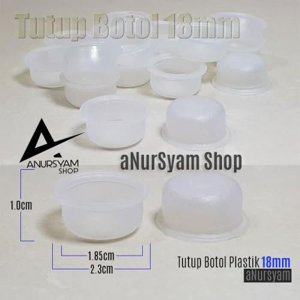 Tutup Botol 18mm
ANURSYAM
SHOP
aNurSyam Shop
1.0cm
1.85cm
2.3cm
Tutup Botol Plastik 18mm
aNursyam